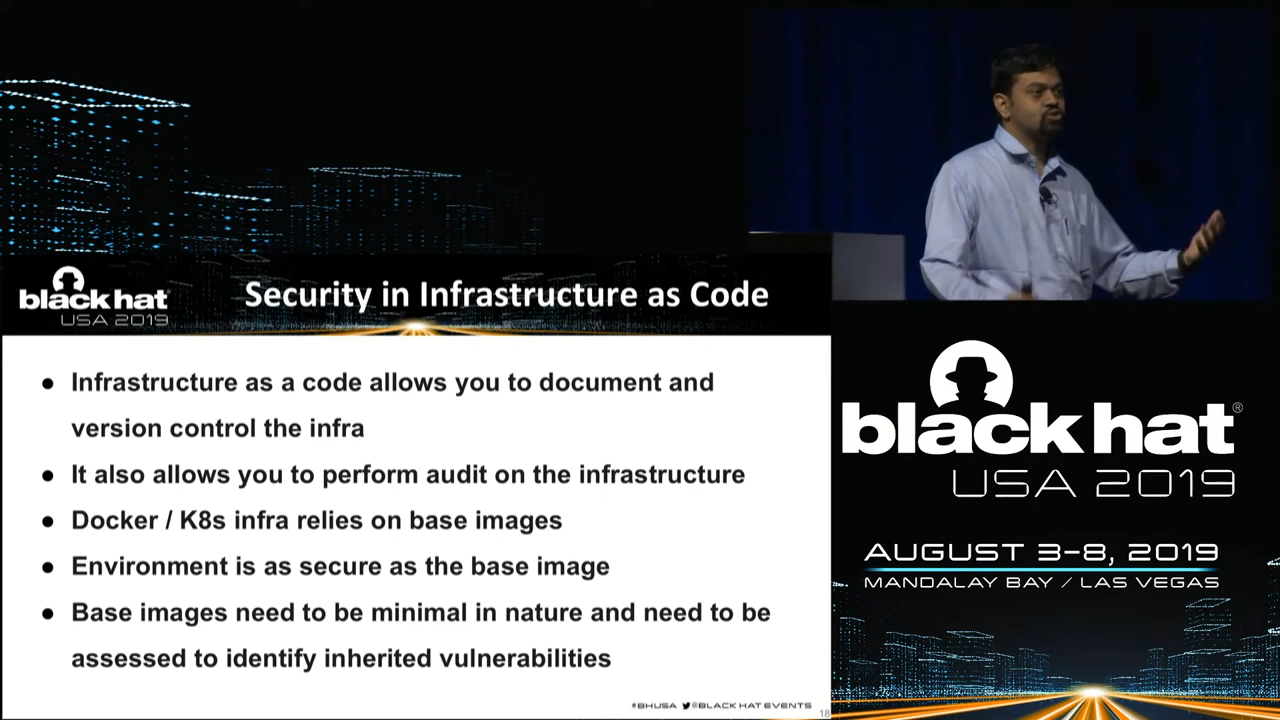 black hat
USA 2019
Security in Infrastructure as Code
● Infrastructure as a code allows you to document and
version control the infra
● It also allows you to perform audit on the infrastructure
● Docker / K8s infra relies on base images
● Environment is as secure as the base image
● Base images need to be minimal in nature and need to be
assessed to identify inherited vulnerabilities
#BHUSA @BLACK HAT EVENTS
18
black hat®
USA 2019
AUGUST 3-8, 2019
MANDALAY BAY / LAS VEGAS